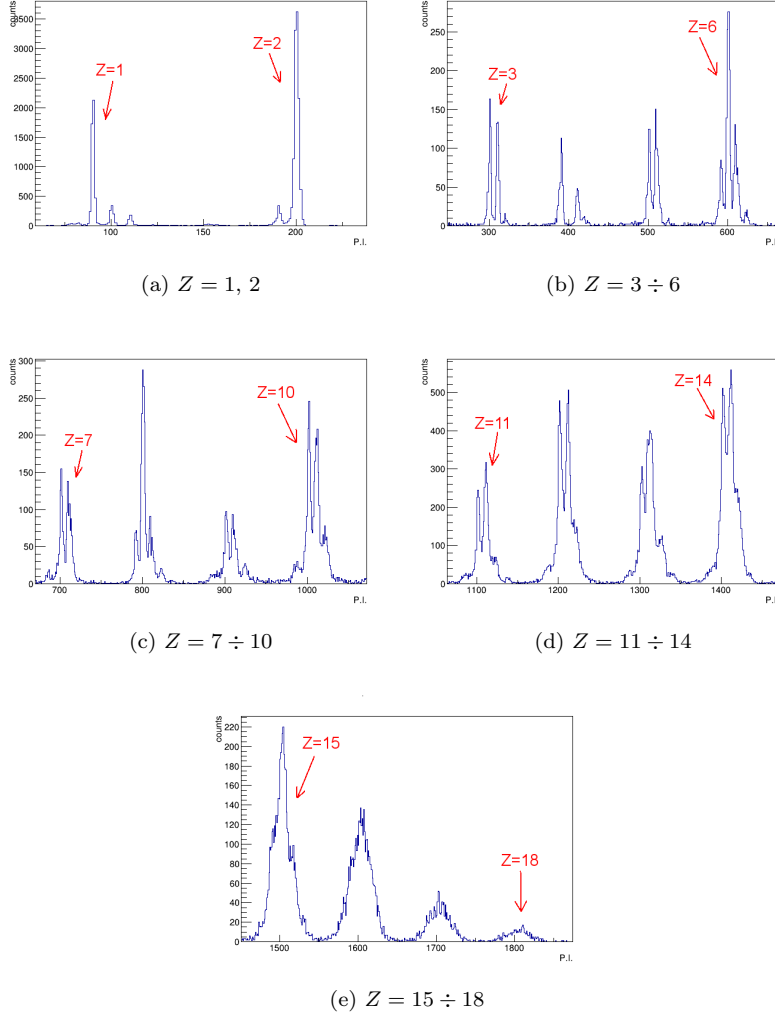 counts
3500
3000
2500
2000
1500
1000
500
0
Z=1
Z=2
100
150
200
P.I.
(a) Z = 1, 2
counts
250
200
150
100
50
0
Z=3
Z=6
300
400
500
600
P.I.
(b) Z = 3 ÷ 6
counts
300
250
200
150
100
50
0
Z=7
Z=10
700
800
900
1000
P.I.
(c) Z = 7 ÷ 10
counts
500
400
300
200
100
0
Z=11
Z=14
1100
1200
1300
1400
P.I.
(d) Z = 11 ÷ 14
counts
220
200
180
160
140
120
100
80
60
40
20
0
Z=15
Z=18
1500
1600
1700
1800
P.I.
(e) Z = 15 ÷ 18